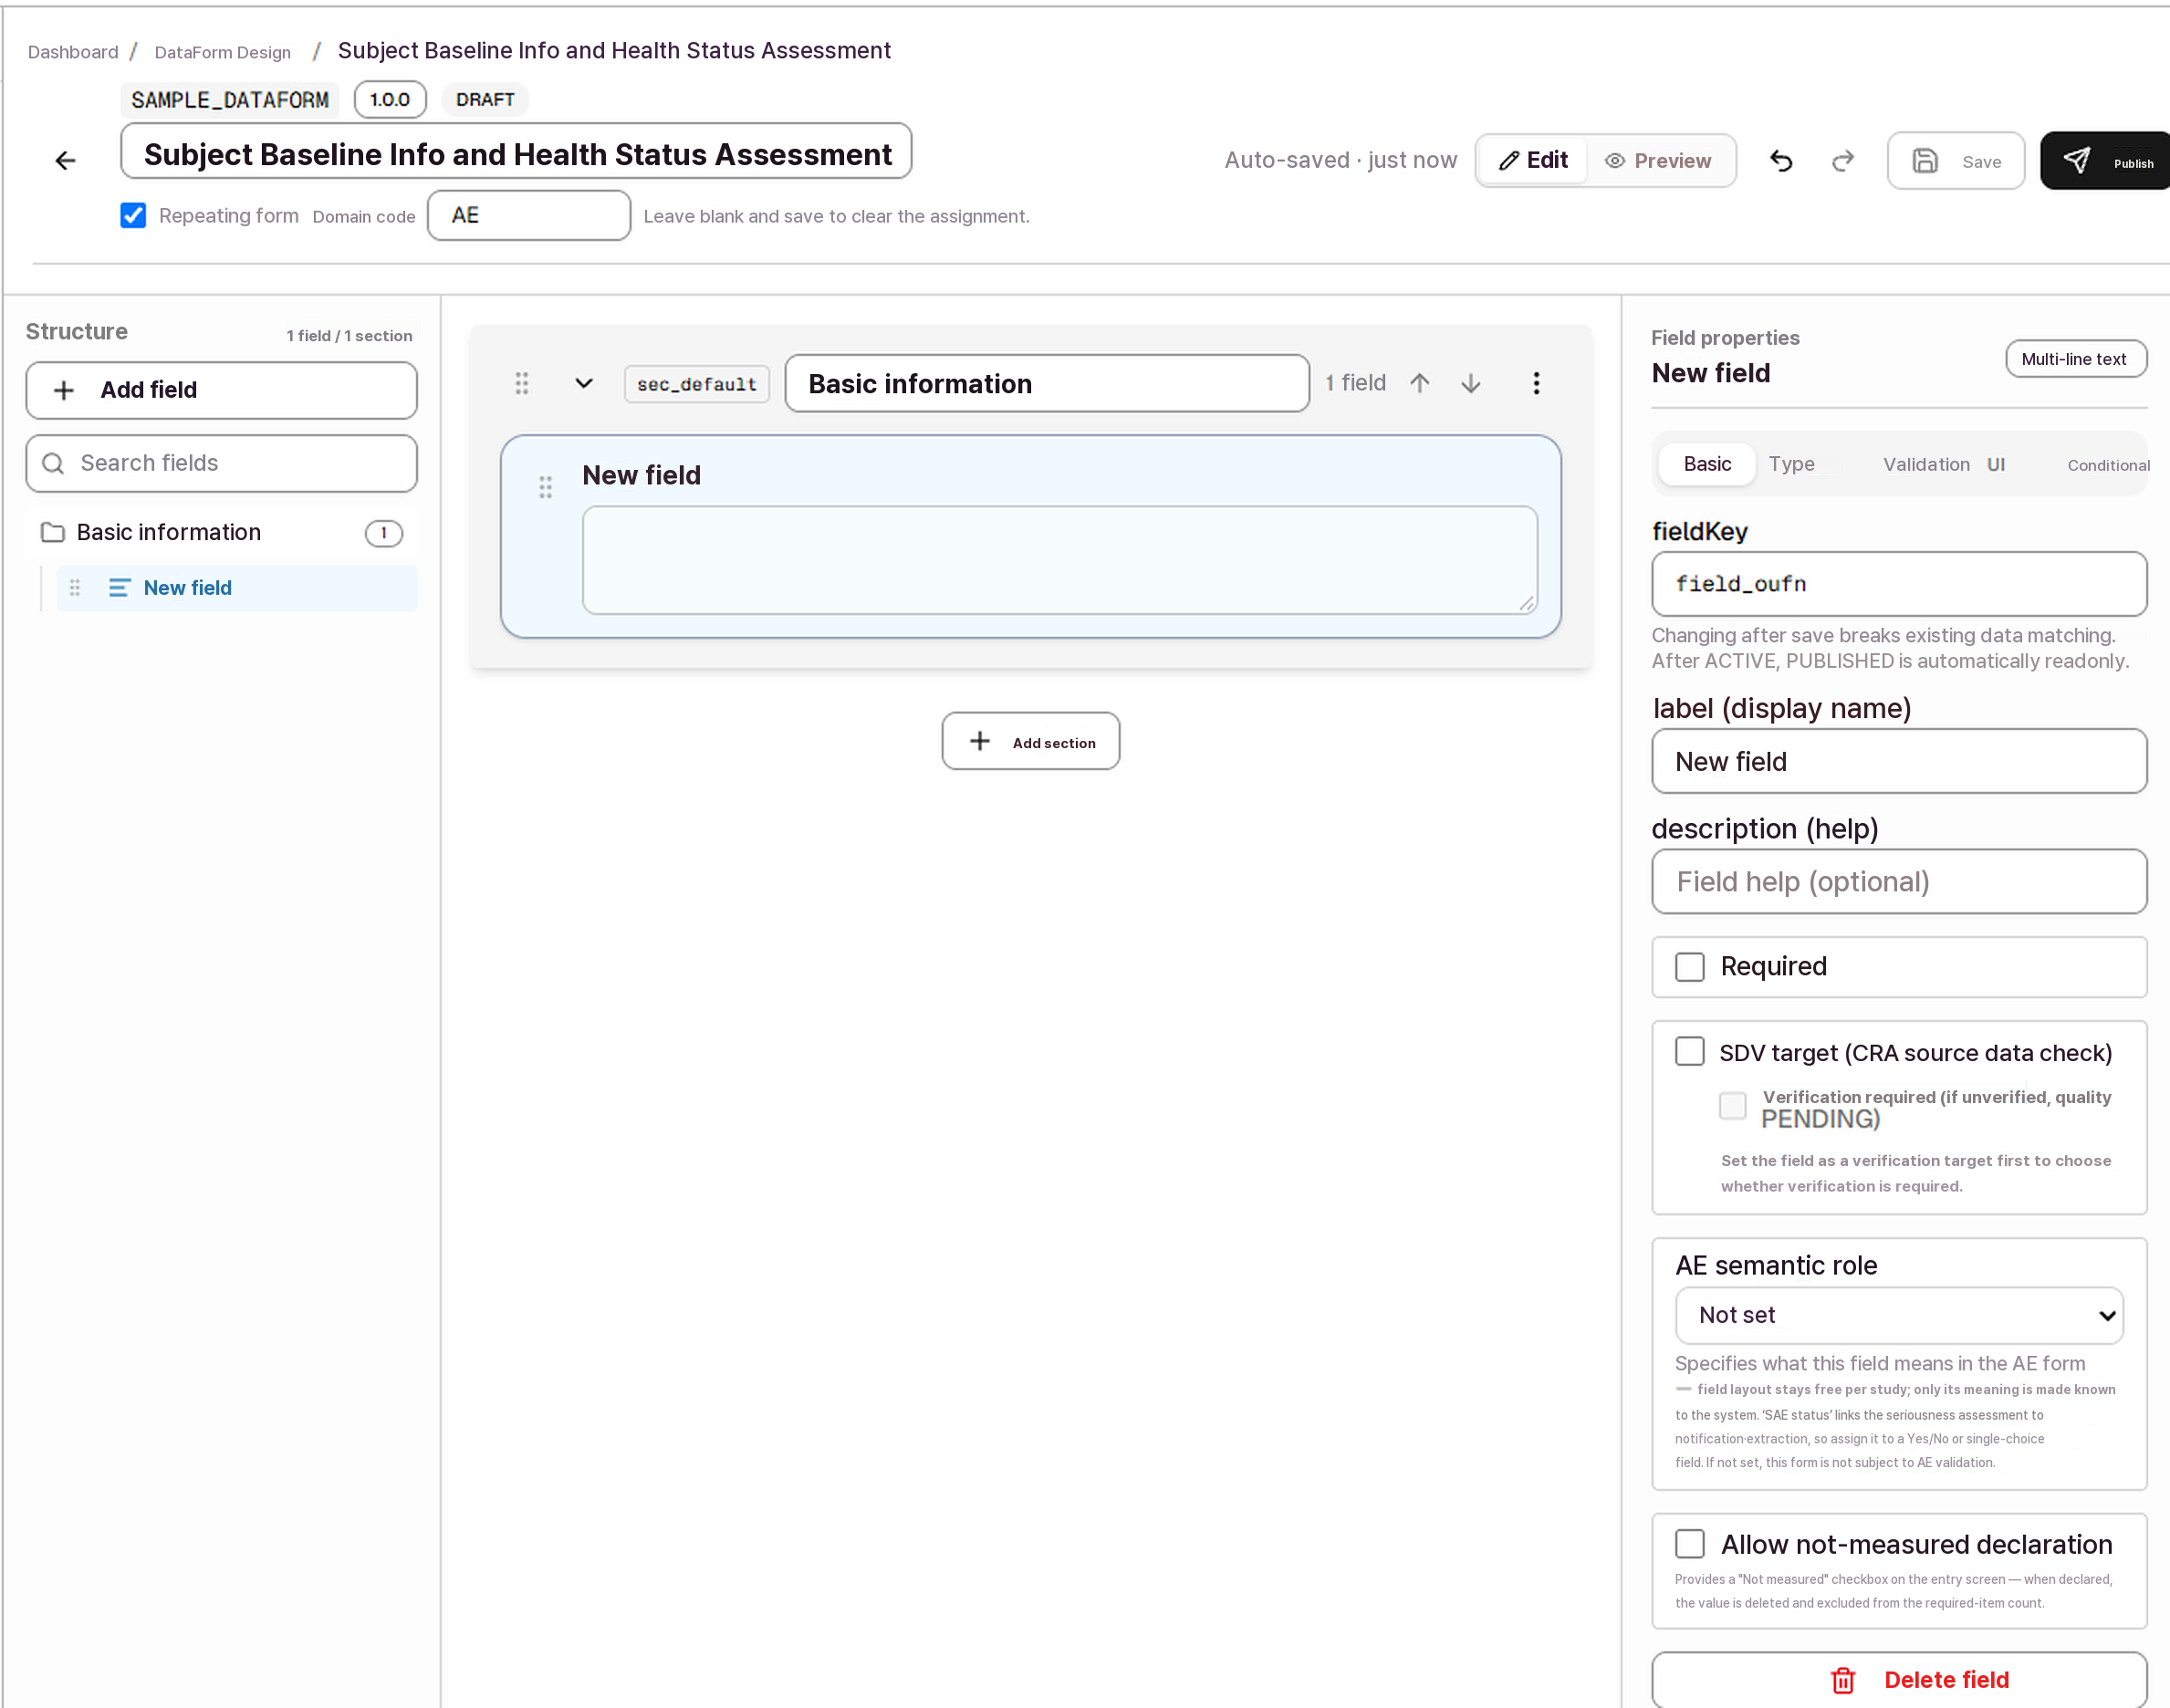 Dashboard / DataForm Design / Subject Baseline Info and Health Status Assessment
SAMPLE_DATAFORM 1.0.0 DRAFT
Subject Baseline Info and Health Status Assessment
Auto-saved · just now Edit Preview Save Publish
Repeating form Domain code AE Leave blank and save to clear the assignment.
Structure 1 field / 1 section
Add field
Search fields
Basic information 1
New field
sec_default Basic information 1 field
New field
Add section
Field properties
New field Multi-line text
Basic Type Validation UI Conditional
fieldKey
field_oufn
Changing after save breaks existing data matching.
After ACTIVE, PUBLISHED is automatically readonly.
label (display name)
New field
description (help)
Field help (optional)
Required
SDV target (CRA source data check)
Verification required (if unverified, quality
PENDING)
Set the field as a verification target first to choose
whether verification is required.
AE semantic role
Not set
Specifies what this field means in the AE form
— field layout stays free per study; only its meaning is made known
to the system. ‘SAE status’ links the seriousness assessment to
notification·extraction, so assign it to a Yes/No or single-choice
field. If not set, this form is not subject to AE validation.
Allow not-measured declaration
Provides a "Not measured" checkbox on the entry screen — when declared,
the value is deleted and excluded from the required-item count.
Delete field